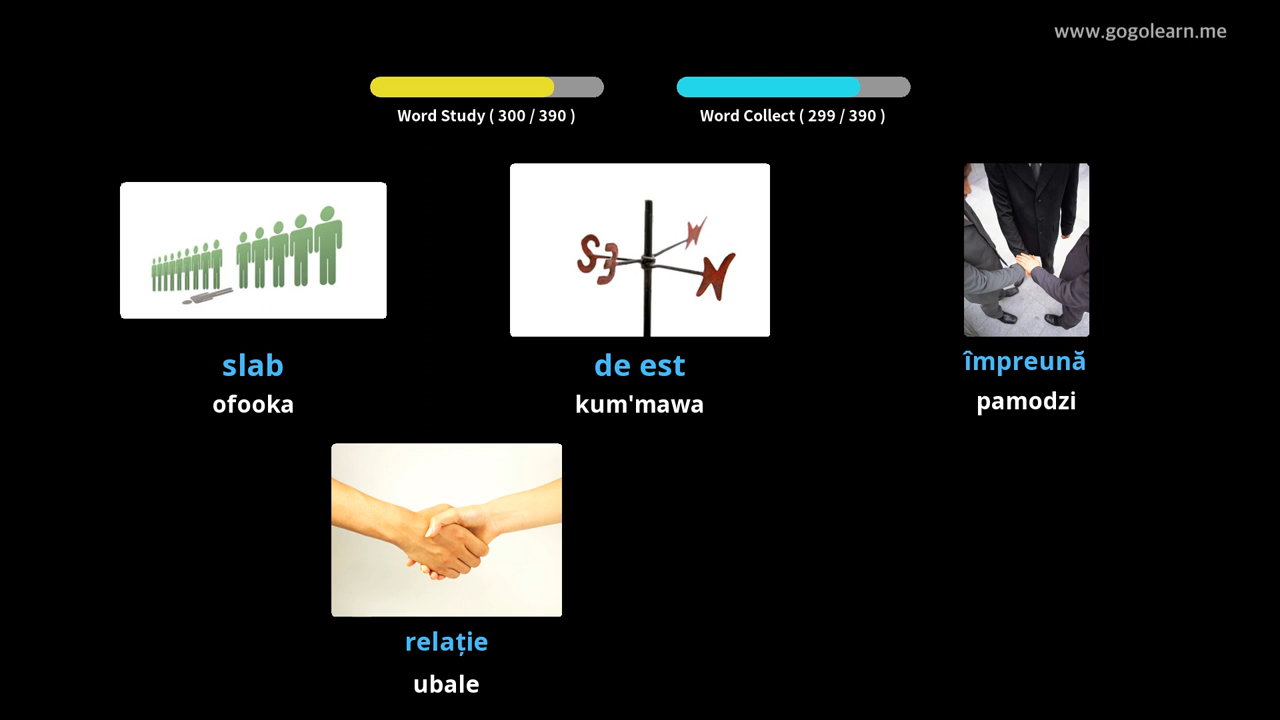 www.gogolearn.me
Word Study ( 300 / 390 )
Word Collect ( 299 / 390 )
S E N W
slab
ofooka
de est
kum'mawa
împreună
pamodzi
relație
ubale